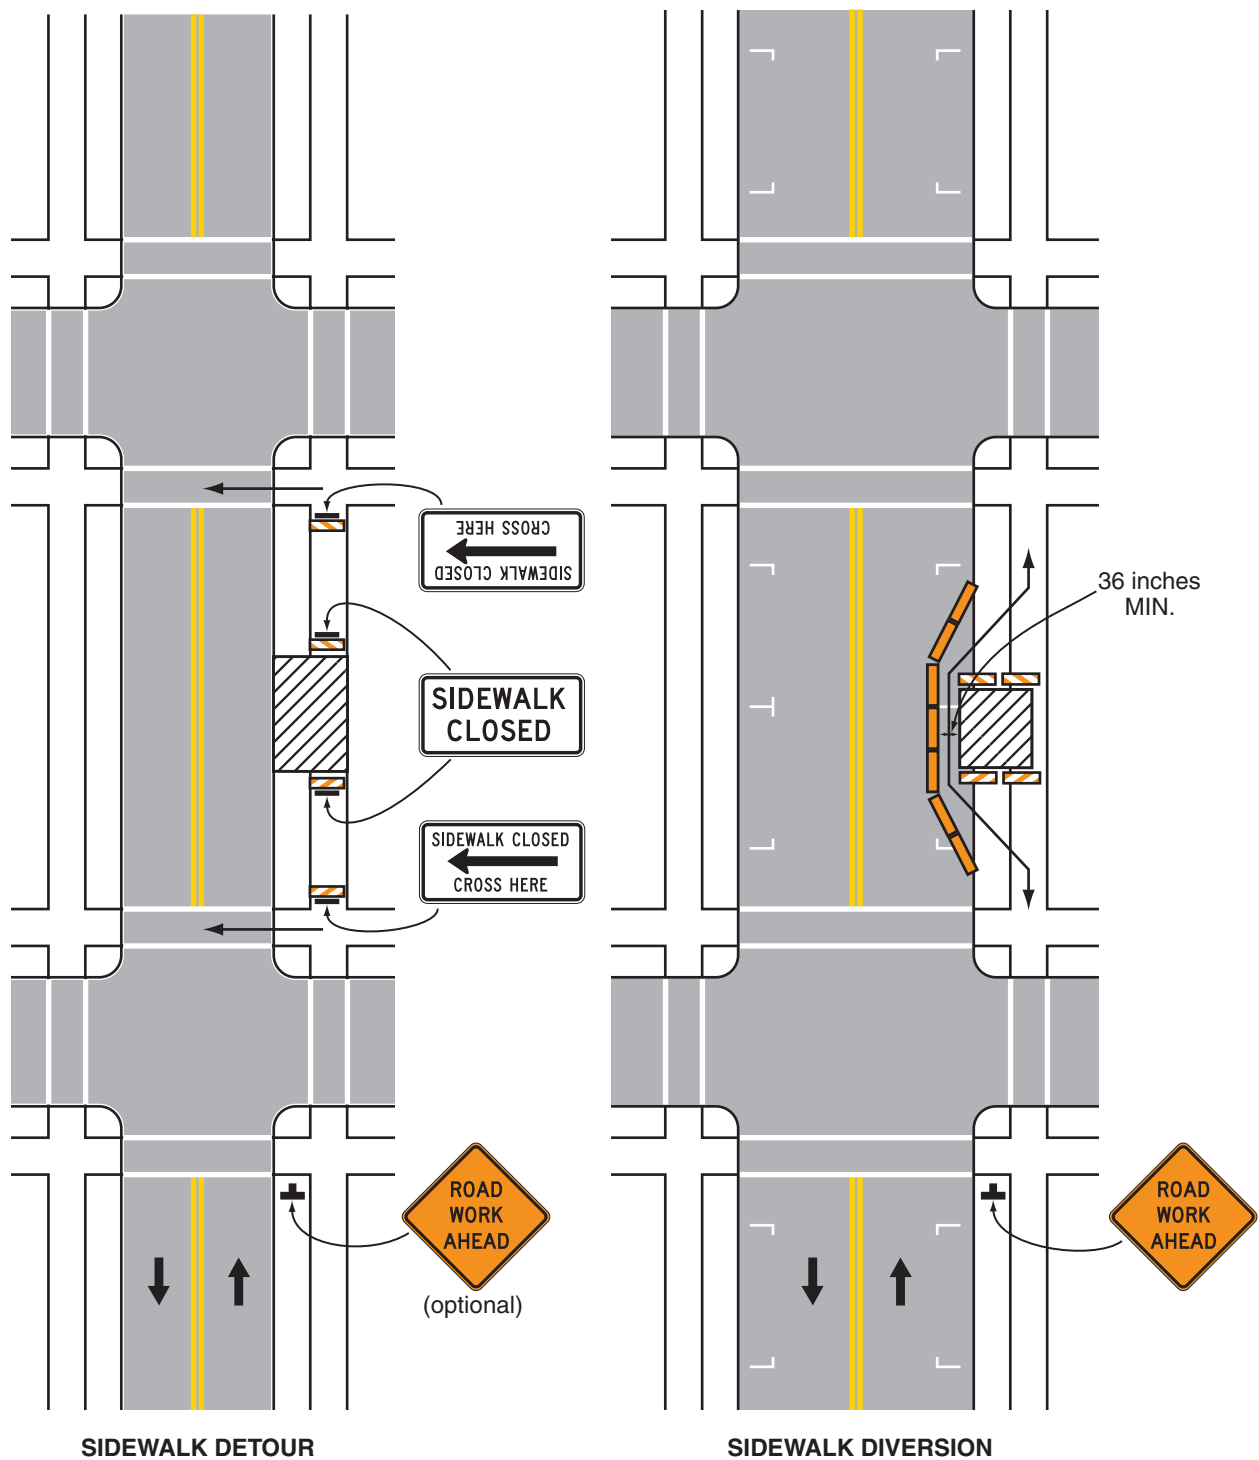 CROSS HERE
SIDEWALK CLOSED
SIDEWALK
CLOSED
SIDEWALK CLOSED
CROSS HERE
36 inches
MIN.
ROAD
WORK
AHEAD
(optional)
ROAD
WORK
AHEAD
SIDEWALK DETOUR
SIDEWALK DIVERSION